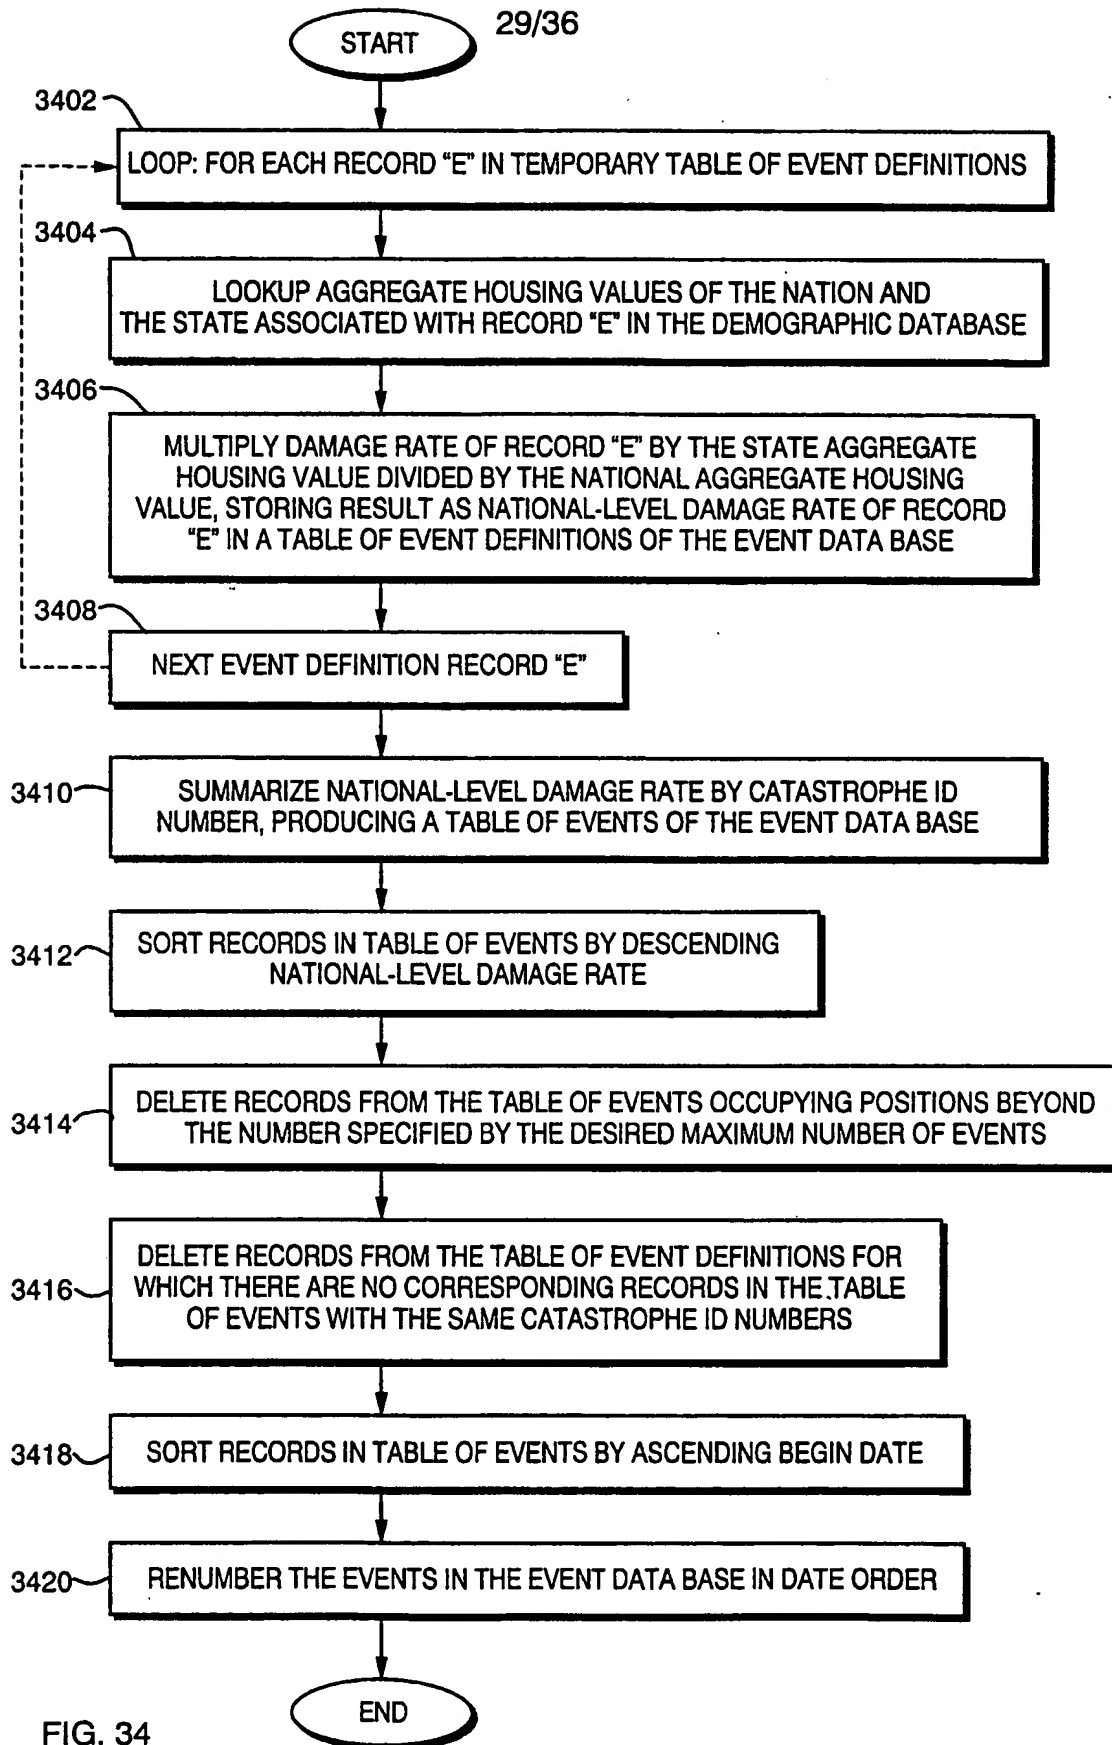 29/36
START
3402
LOOP: FOR EACH RECORD "E" IN TEMPORARY TABLE OF EVENT DEFINITIONS
3404
LOOKUP AGGREGATE HOUSING VALUES OF THE NATION AND
THE STATE ASSOCIATED WITH RECORD "E" IN THE DEMOGRAPHIC DATABASE
3406
MULTIPLY DAMAGE RATE OF RECORD "E" BY THE STATE AGGREGATE
HOUSING VALUE DIVIDED BY THE NATIONAL AGGREGATE HOUSING
VALUE, STORING RESULT AS NATIONAL-LEVEL DAMAGE RATE OF RECORD
"E" IN A TABLE OF EVENT DEFINITIONS OF THE EVENT DATA BASE
3408
NEXT EVENT DEFINITION RECORD "E"
3410
SUMMARIZE NATIONAL-LEVEL DAMAGE RATE BY CATASTROPHE ID
NUMBER, PRODUCING A TABLE OF EVENTS OF THE EVENT DATA BASE
3412
SORT RECORDS IN TABLE OF EVENTS BY DESCENDING
NATIONAL-LEVEL DAMAGE RATE
3414
DELETE RECORDS FROM THE TABLE OF EVENTS OCCUPYING POSITIONS BEYOND
THE NUMBER SPECIFIED BY THE DESIRED MAXIMUM NUMBER OF EVENTS
3416
DELETE RECORDS FROM THE TABLE OF EVENT DEFINITIONS FOR
WHICH THERE ARE NO CORRESPONDING RECORDS IN THE TABLE
OF EVENTS WITH THE SAME CATASTROPHE ID NUMBERS
3418
SORT RECORDS IN TABLE OF EVENTS BY ASCENDING BEGIN DATE
3420
RENUMBER THE EVENTS IN THE EVENT DATA BASE IN DATE ORDER
END
FIG. 34